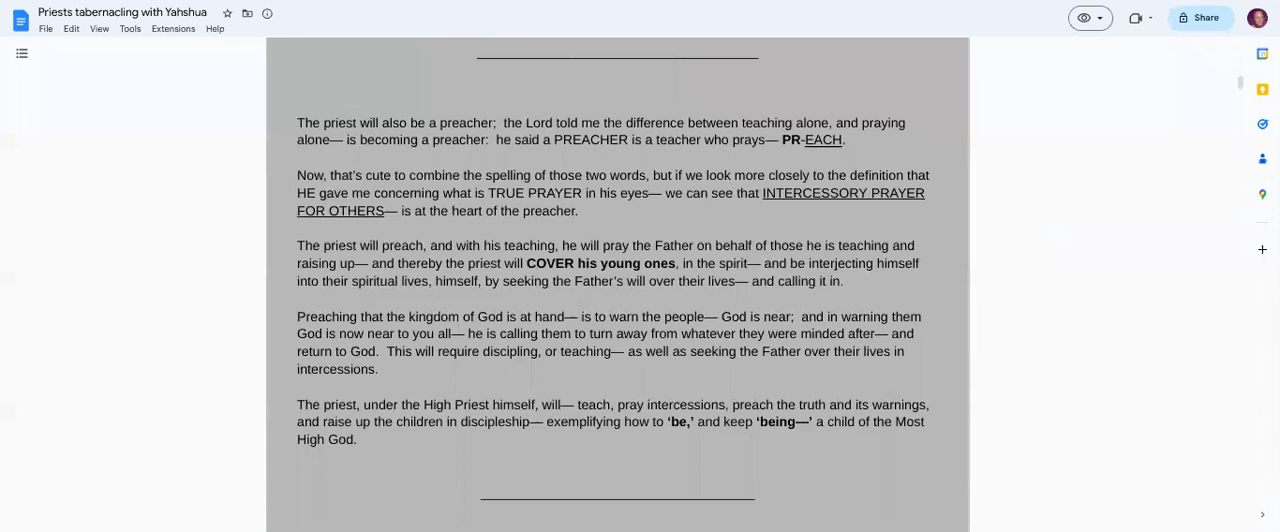 Priests tabernacling with Yahshua
File Edit View Tools Extensions Help
Share
The priest will also be a preacher;  the Lord told me the difference between teaching alone, and praying
alone— is becoming a preacher:  he said a PREACHER is a teacher who prays— PR-EACH.
Now, that’s cute to combine the spelling of those two words, but if we look more closely to the definition that
HE gave me concerning what is TRUE PRAYER in his eyes— we can see that INTERCESSORY PRAYER
FOR OTHERS— is at the heart of the preacher.
The priest will preach, and with his teaching, he will pray the Father on behalf of those he is teaching and
raising up— and thereby the priest will COVER his young ones, in the spirit— and be interjecting himself
into their spiritual lives, himself, by seeking the Father’s will over their lives— and calling it in.
Preaching that the kingdom of God is at hand— is to warn the people— God is near;  and in warning them
God is now near to you all— he is calling them to turn away from whatever they were minded after— and
return to God.  This will require discipling, or teaching— as well as seeking the Father over their lives in
intercessions.
The priest, under the High Priest himself, will— teach, pray intercessions, preach the truth and its warnings,
and raise up the children in discipleship— exemplifying how to ‘be,’ and keep ‘being—’ a child of the Most
High God.